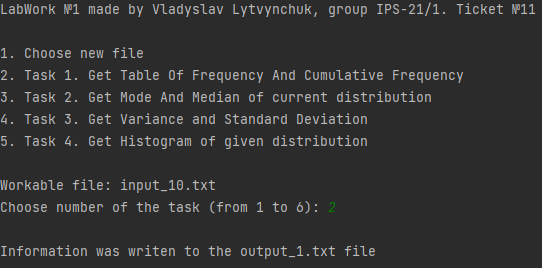 LabWork №1 made by Vladyslav Lytvynchuk, group IPS-21/1. Ticket №11
1. Choose new file
2. Task 1. Get Table Of Frequency And Cumulative Frequency
3. Task 2. Get Mode And Median of current distribution
4. Task 3. Get Variance and Standard Deviation
5. Task 4. Get Histogram of given distribution
Workable file: input_10.txt
Choose number of the task (from 1 to 6): 2
Information was writen to the output_1.txt file